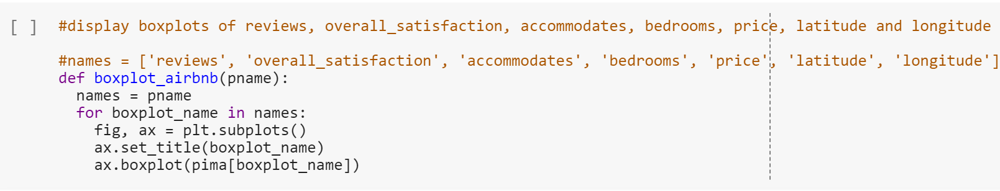 [ ] #display boxplots of reviews, overall_satisfaction, accommodates, bedrooms, price, latitude and longitude
#names = ['reviews', 'overall_satisfaction', 'accommodates', 'bedrooms', 'price', 'latitude', 'longitude']
def boxplot_airbnb(pname):
  names = pname
  for boxplot_name in names:
    fig, ax = plt.subplots()
    ax.set_title(boxplot_name)
    ax.boxplot(pima[boxplot_name])